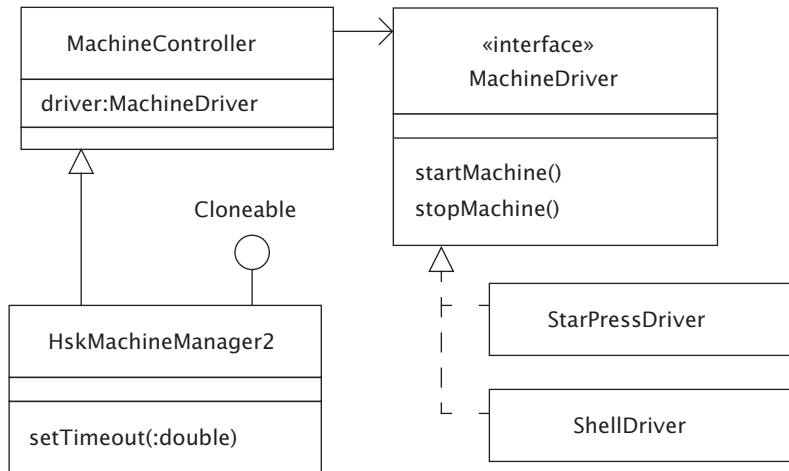 MachineController
driver:MachineDriver
«interface»
MachineDriver
startMachine()
stopMachine()
Cloneable
HskMachineManager2
setTimeout(:double)
StarPressDriver
ShellDriver